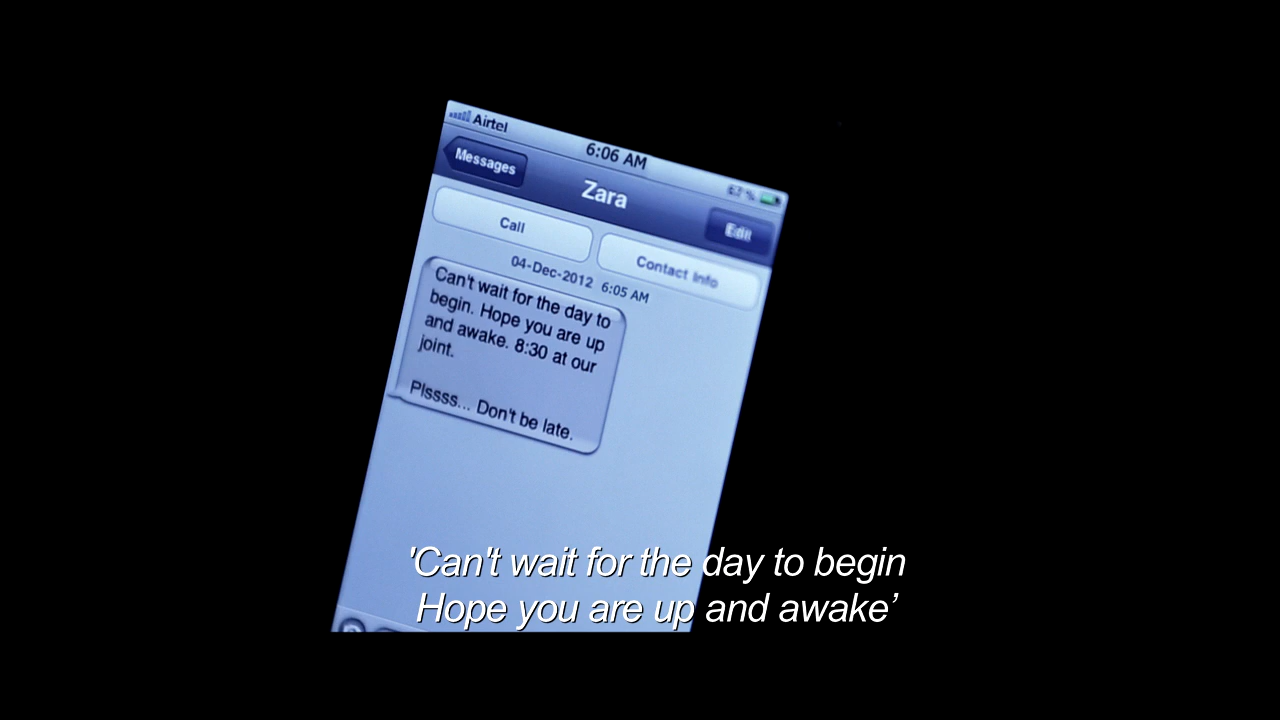 Airtel
6:06 AM
67 %
Messages
Zara
Edit
Call
Contact Info
04-Dec-2012 6:05 AM
Can't wait for the day to
begin. Hope you are up
and awake. 8:30 at our
joint.
Plssss... Don't be late.
'Can't wait for the day to begin
Hope you are up and awake’